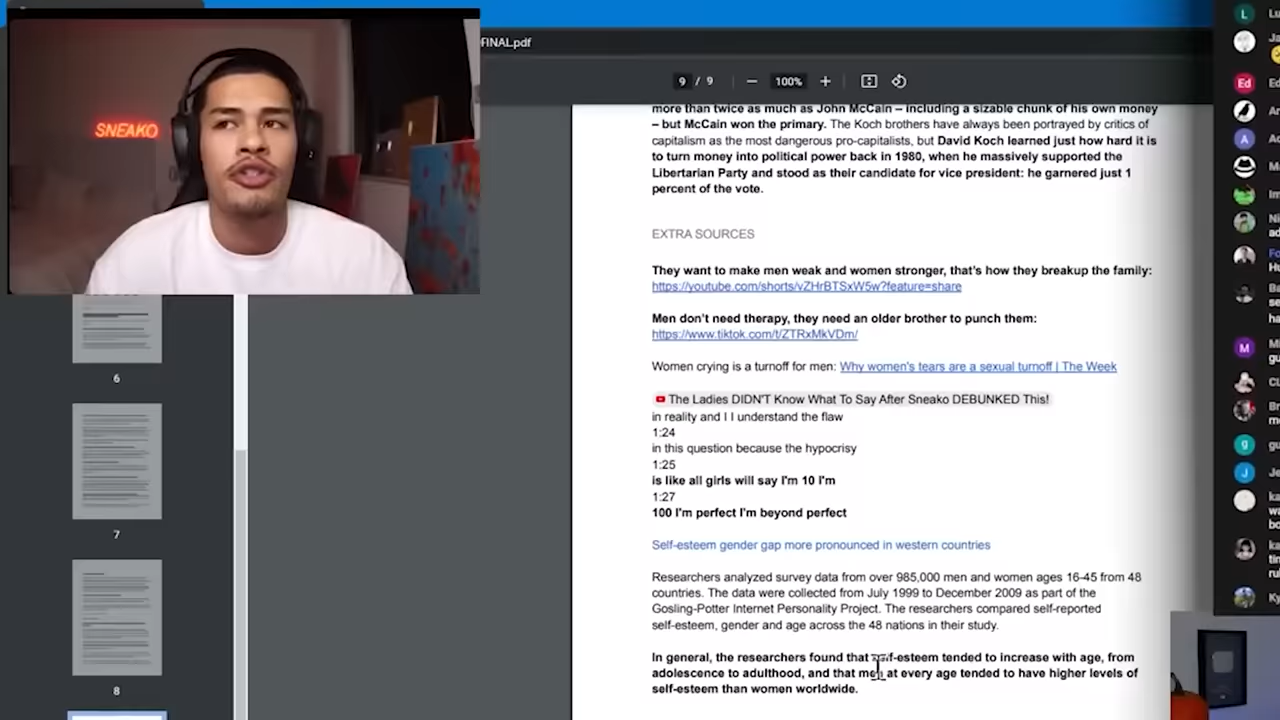 FINAL.pdf
SNEAKO
9 / 9
100%
more than twice as much as John McCain – including a sizable chunk of his own money
– but McCain won the primary. The Koch brothers have always been portrayed by critics of
capitalism as the most dangerous pro-capitalists, but David Koch learned just how hard it is
to turn money into political power back in 1980, when he massively supported the
Libertarian Party and stood as their candidate for vice president: he garnered just 1
percent of the vote.
EXTRA SOURCES
They want to make men weak and women stronger, that's how they breakup the family:
https://youtube.com/shorts/vZHrBTSxW5w?feature=share
Men don't need therapy, they need an older brother to punch them:
https://www.tiktok.com/t/ZTRxMkVDm/
Women crying is a turnoff for men: Why women's tears are a sexual turnoff | The Week
The Ladies DIDN'T Know What To Say After Sneako DEBUNKED This!
in reality and I I understand the flaw
1:24
in this question because the hypocrisy
1:25
is like all girls will say I'm 10 I'm
1:27
100 I'm perfect I'm beyond perfect
Self-esteem gender gap more pronounced in western countries
Researchers analyzed survey data from over 985,000 men and women ages 16-45 from 48
countries. The data were collected from July 1999 to December 2009 as part of the
Gosling-Potter Internet Personality Project. The researchers compared self-reported
self-esteem, gender and age across the 48 nations in their study.
In general, the researchers found that self-esteem tended to increase with age, from
adolescence to adulthood, and that men at every age tended to have higher levels of
self-esteem than women worldwide.
6
7
8
L
Ed
A
M
g
J